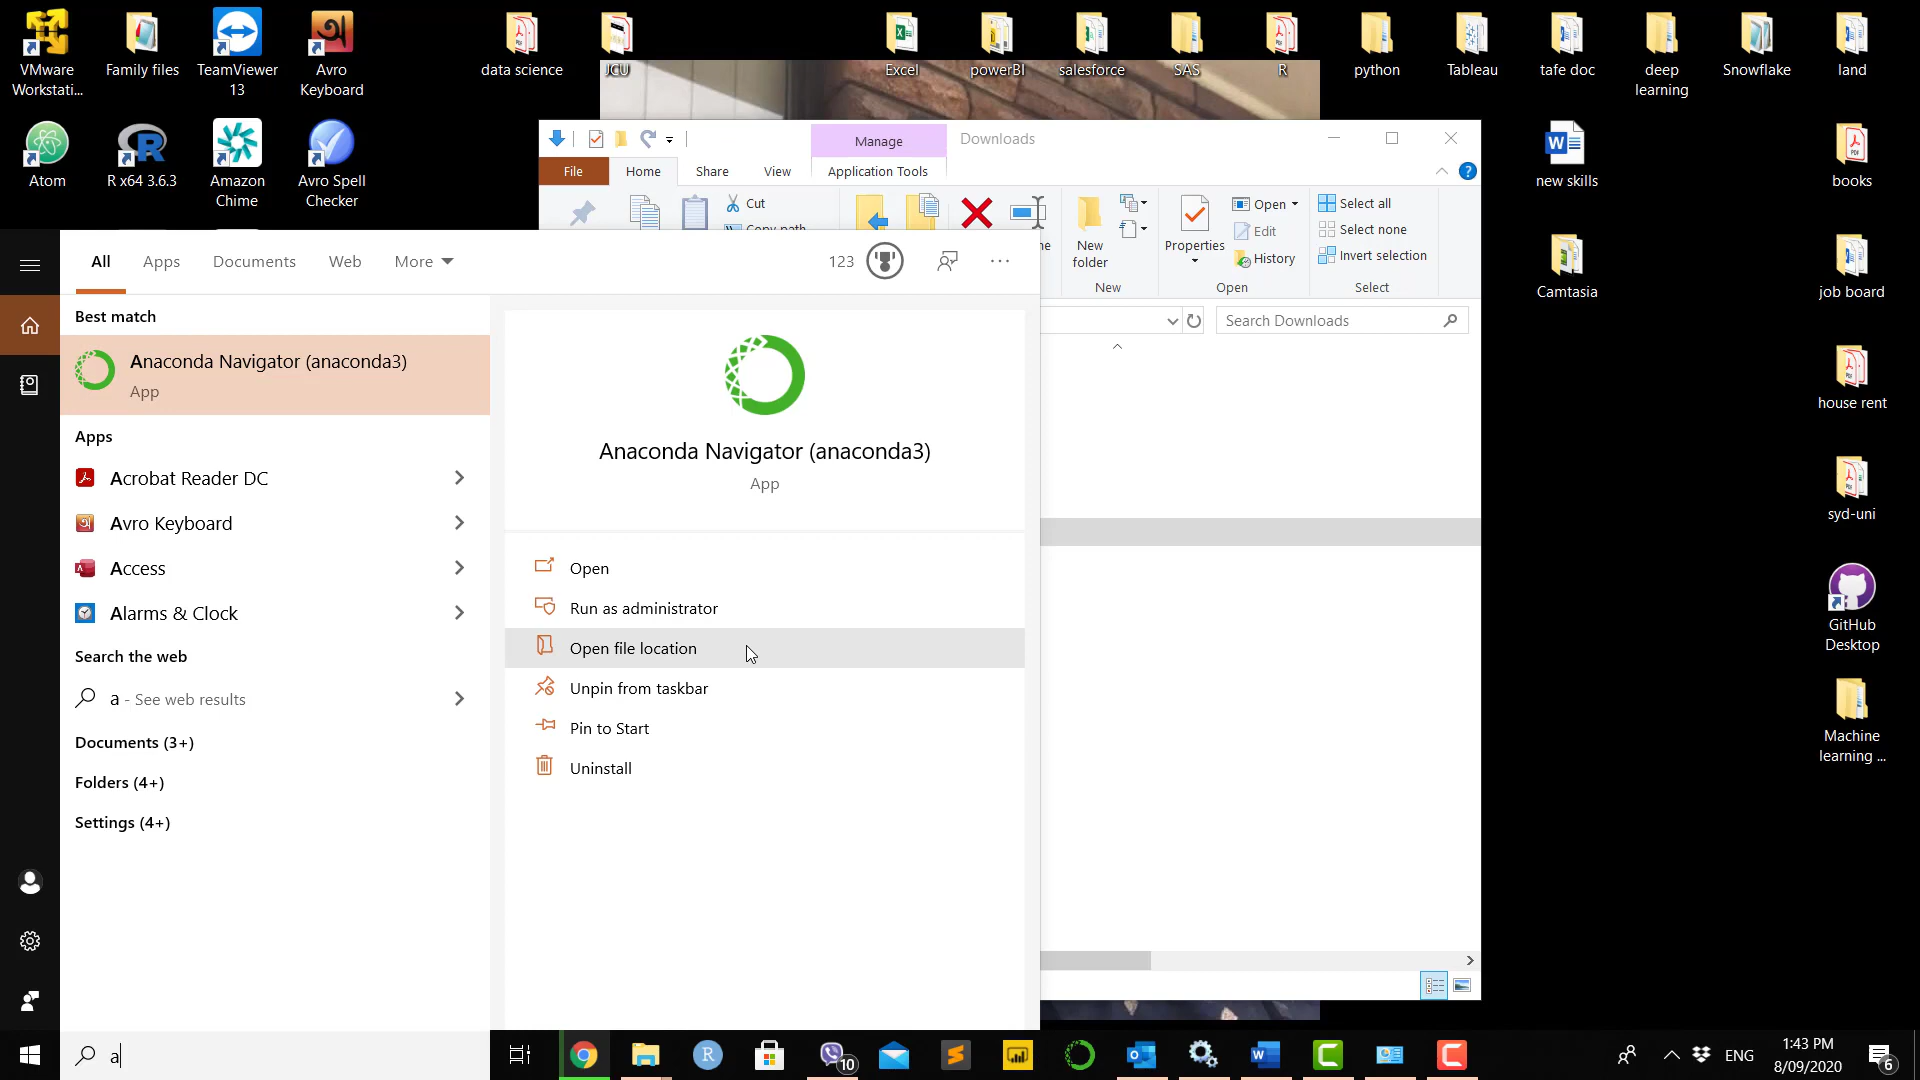 VMware
Workstati...
Family files
TeamViewer
13
Avro
Keyboard
data science
JCU
Excel
powerBI
salesforce
SAS
R
python
Tableau
tafe doc
deep
learning
Snowflake
land
Atom
R x64 3.6.3
Amazon
Chime
Avro Spell
Checker
new skills
books
Camtasia
job board
house rent
syd-uni
GitHub
Desktop
Machine
learning ...
Manage
Downloads
File
Home
Share
View
Application Tools
Cut
Copy path
New
folder
New
Properties
Open
Edit
History
Open
Select all
Select none
Invert selection
Select
Search Downloads
All
Apps
Documents
Web
More
123
Best match
Anaconda Navigator (anaconda3)
App
Apps
Acrobat Reader DC
Avro Keyboard
Access
Alarms & Clock
Search the web
a - See web results
Documents (3+)
Folders (4+)
Settings (4+)
Anaconda Navigator (anaconda3)
App
Open
Run as administrator
Open file location
Unpin from taskbar
Pin to Start
Uninstall
a
10
ENG
1:43 PM
8/09/2020
6